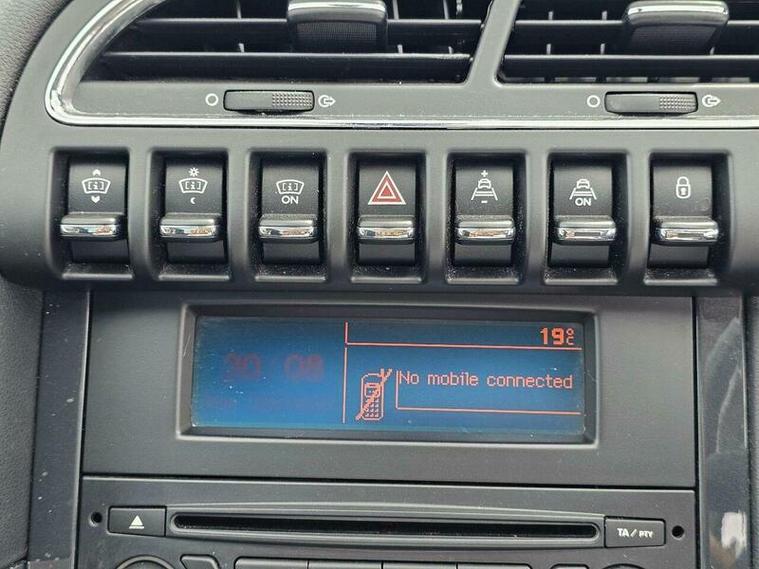 ON
ON
19°C
No mobile connected
TA/PTY